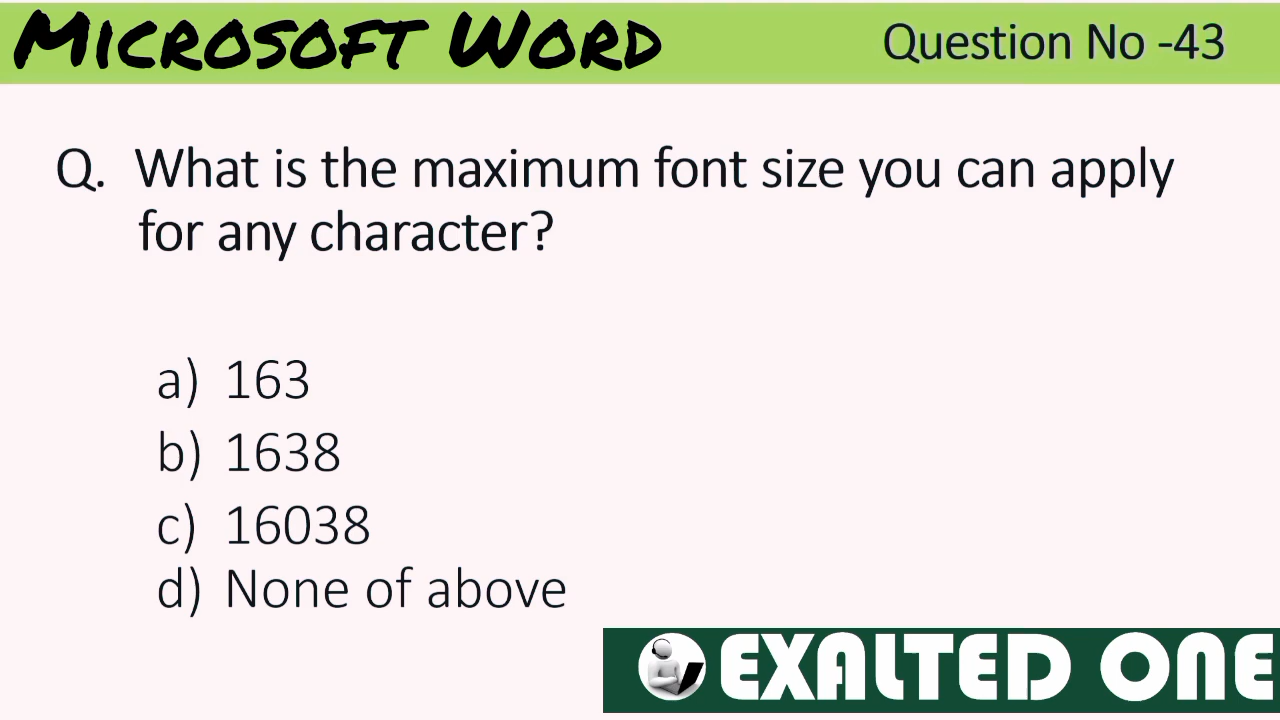 Microsoft Word
Question No -43
Q. What is the maximum font size you can apply
for any character?
a) 163
b) 1638
c) 16038
d) None of above
EXALTED ONE